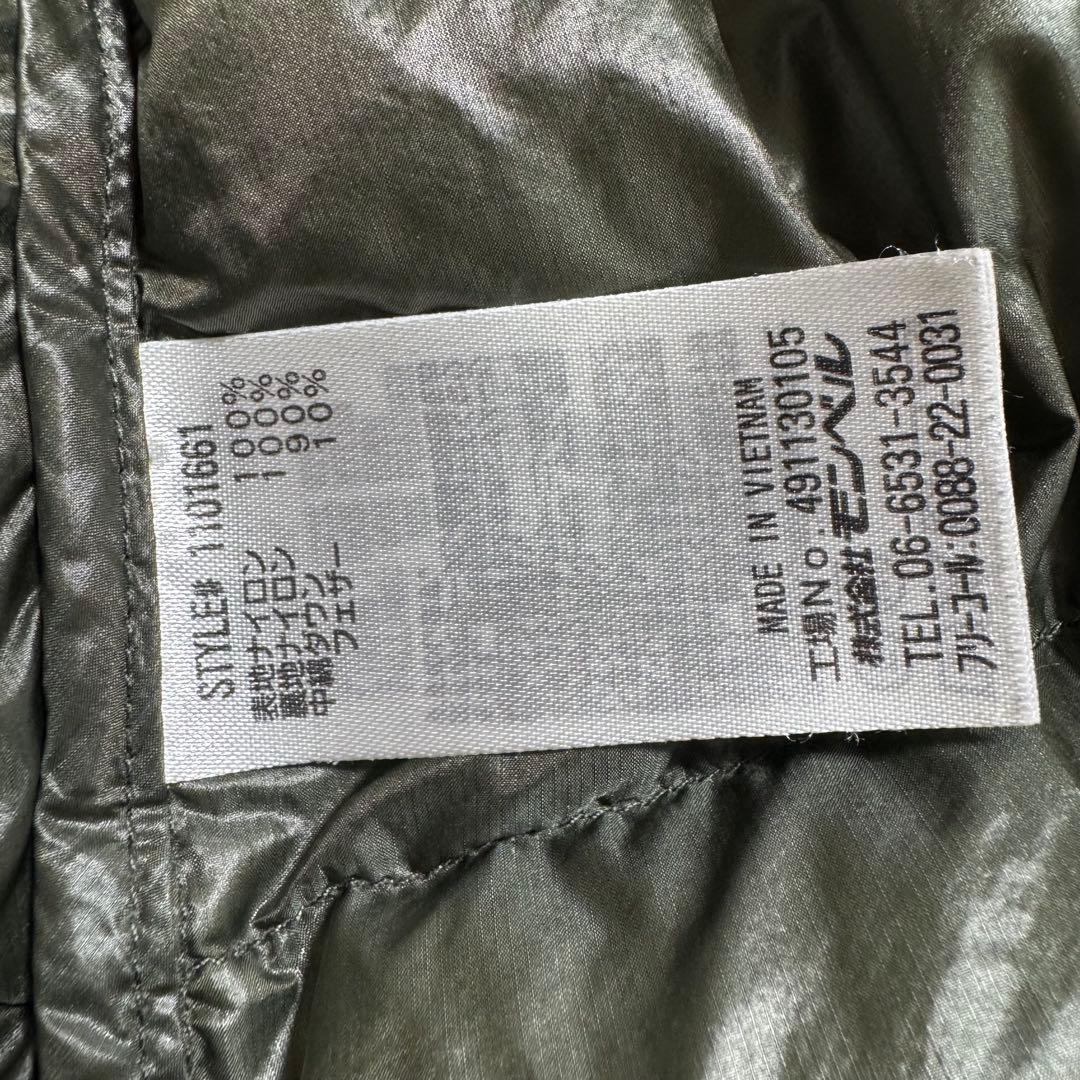 STYLE# 1101661
表地ナイロン 100%
裏地ナイロン 100%
中綿ダウン 90%
フェザー 10%
MADE IN VIETNAM
工場No. 4911301​05
株式会社モンベル
TEL.06-6531-3544
フリーコール:0088-22-0031